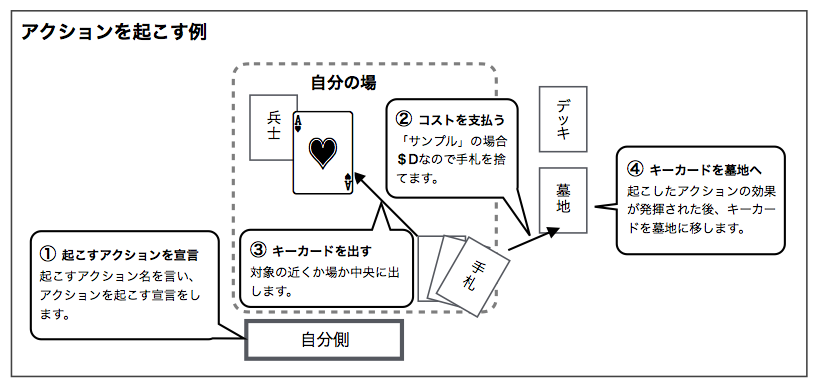 アクションを起こす例
自分の場
兵士
A
A
デッキ
墓地
手札
① 起こすアクションを宣言
起こすアクション名を言い、
アクションを起こす宣言をし
ます。
② コストを支払う
「サンプル」の場合
＄Dなので手札を捨
てます。
③ キーカードを出す
対象の近くか場か中央に出
します。
④ キーカードを墓地へ
起こしたアクションの効果
が発揮された後、キーカー
ドを墓地に移します。
自分側